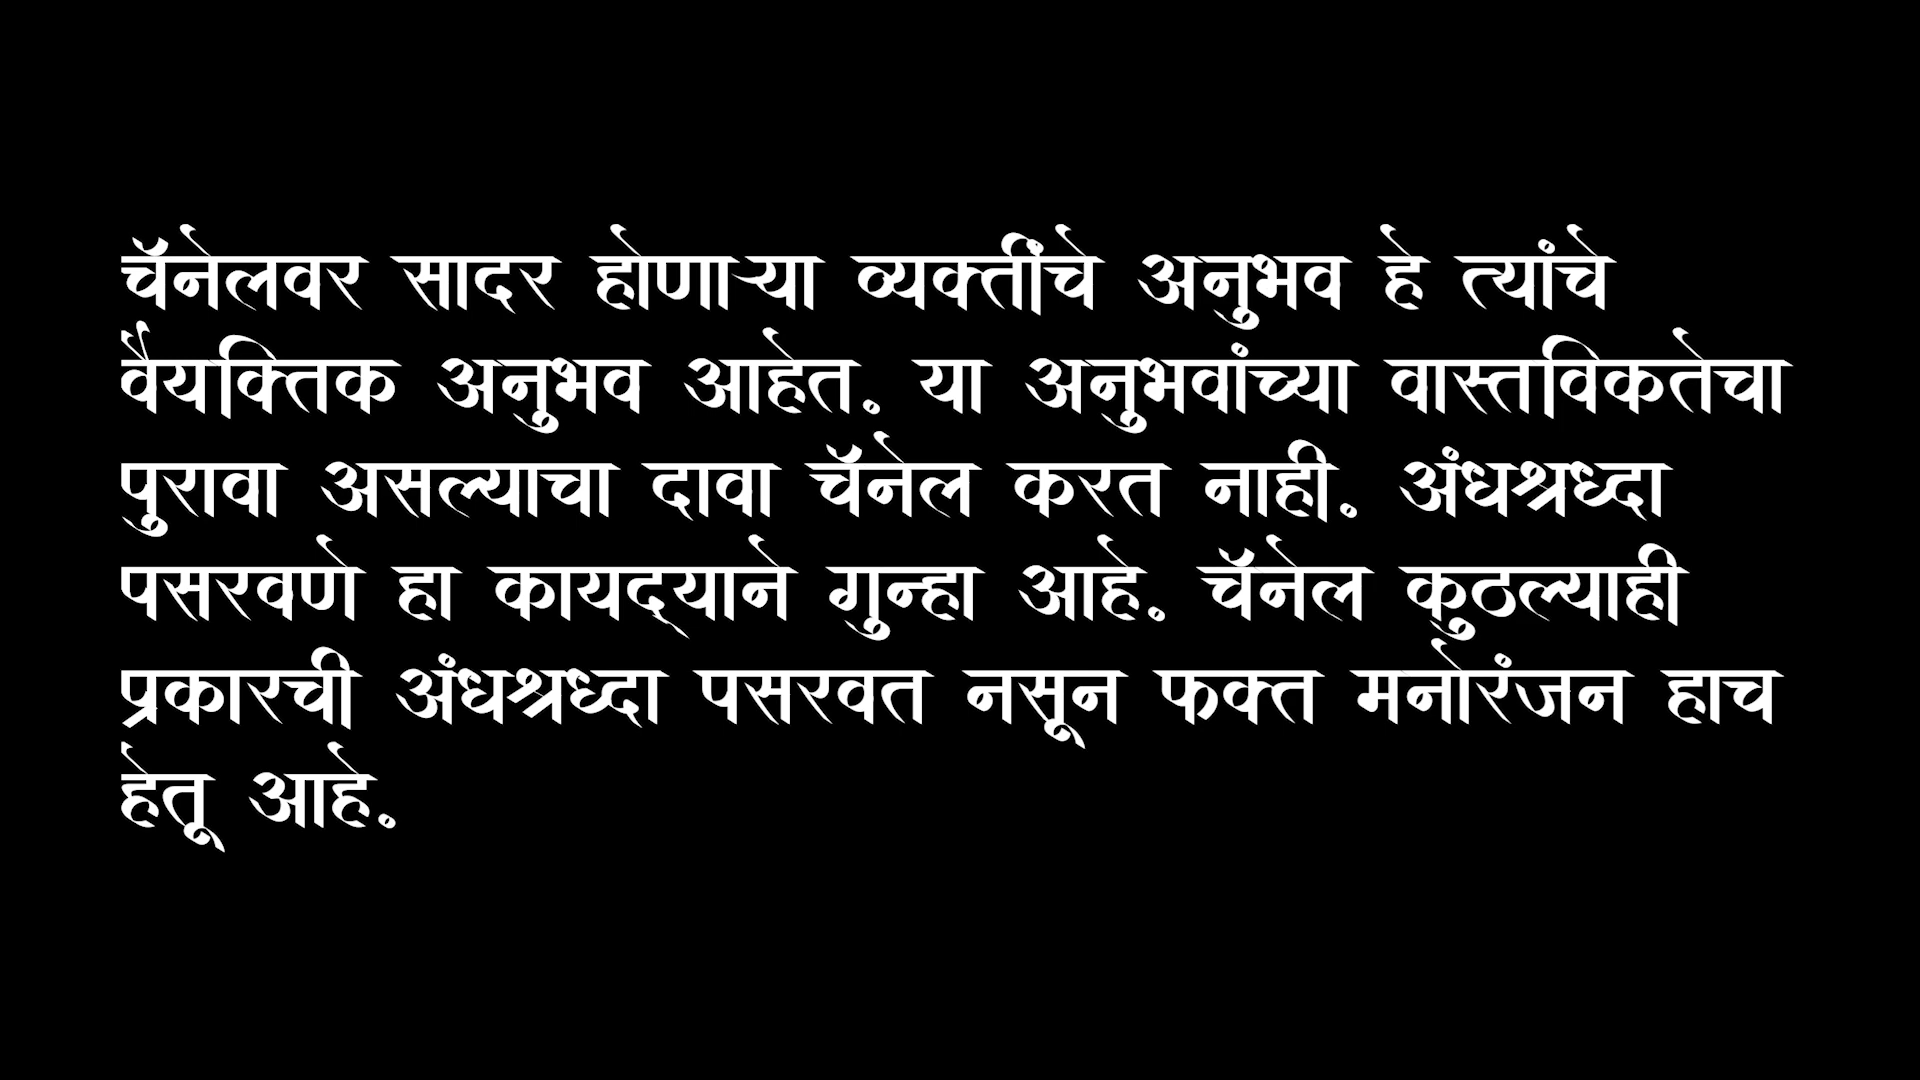 चॅनेलवर सादर होणाऱ्या व्यक्तींचे अनुभव हे त्यांचे
वैयक्तिक अनुभव आहेत. या अनुभवांच्या वास्तविकतेचा
पुरावा असल्याचा दावा चॅनेल करत नाही. अंधश्रध्दा
पसरवणे हा कायद्‌याने गुन्हा आहे. चॅनेल कुठल्याही
प्रकारची अंधश्रध्दा पसरवत नसून फक्त मनोरंजन हाच
हेतू आहे.